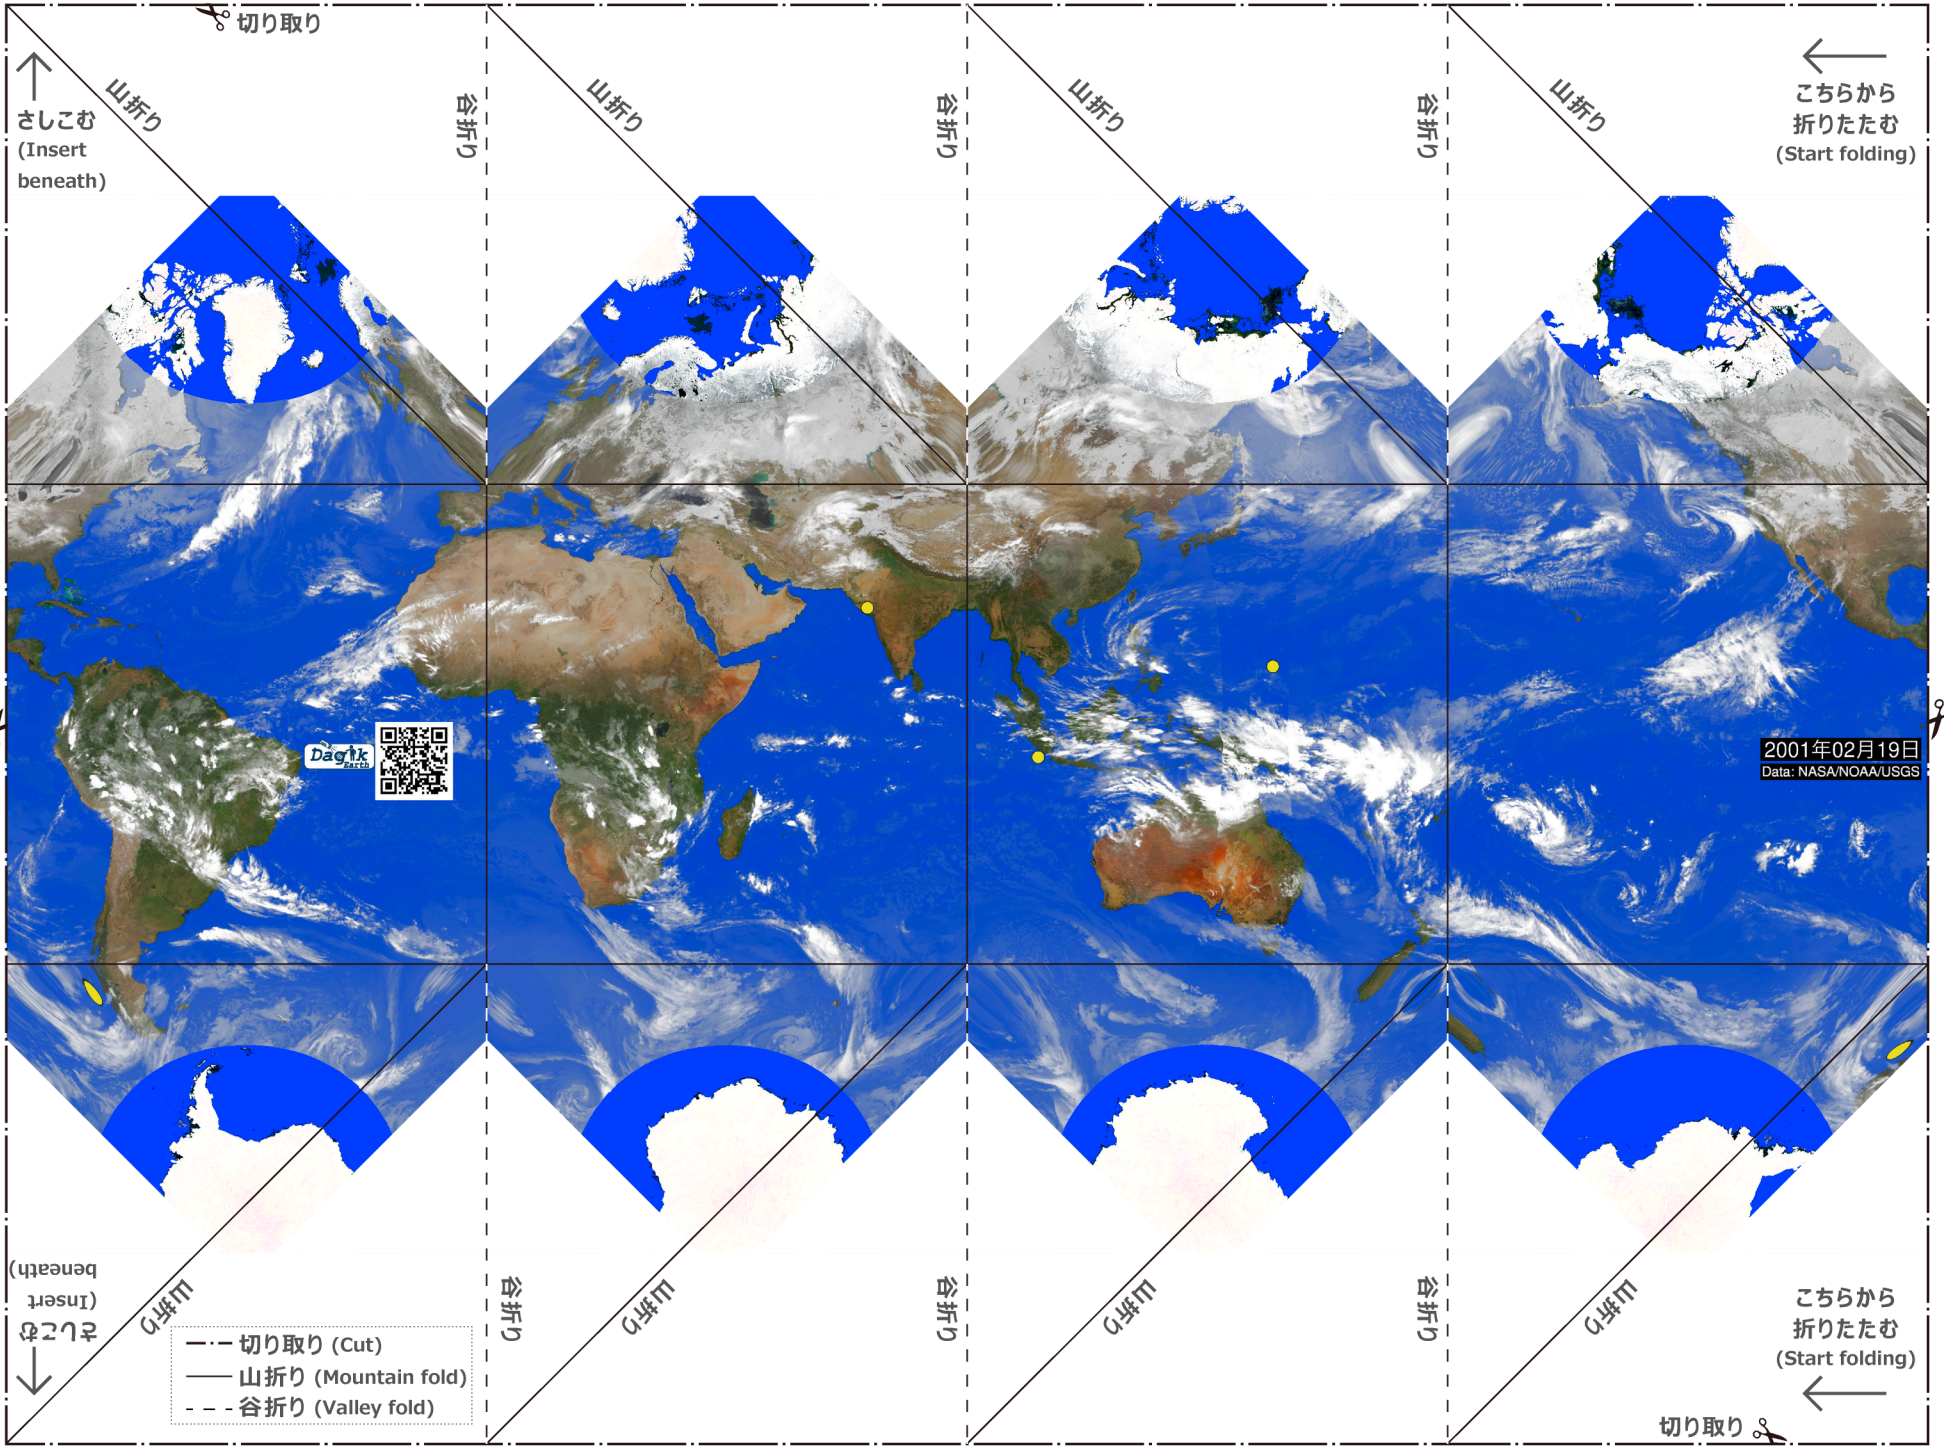 切り取り
山折り
谷折り
山折り
谷折り
山折り
谷折り
山折り
さしこむ
(Insert
beneath)
こちらから
折りたたむ
(Start folding)
Dagik
Earth
2001年02月19日
Data: NASA/NOAA/USGS
さしこむ
(Insert
beneath)
山折り
谷折り
山折り
谷折り
山折り
谷折り
山折り
こちらから
折りたたむ
(Start folding)
切り取り (Cut)
山折り (Mountain fold)
谷折り (Valley fold)
切り取り